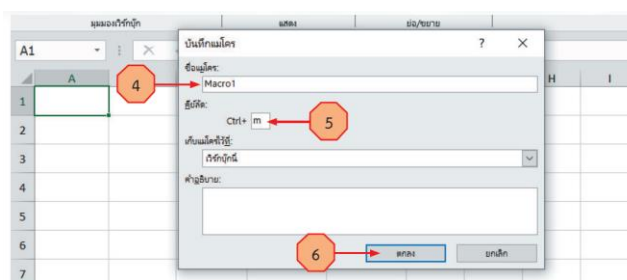 มุมมองเวิร์กบุ๊ก แสดง ย่อ/ขยาย
A1
บันทึกแมโคร ? ×
ชื่อแมโคร:
4 Macro1
คีย์ลัด:
Ctrl+ m 5
เก็บแมโครไว้ที่:
เวิร์กบุ๊กนี้
คำอธิบาย:
6 ตกลง ยกเลิก
A H I
1
2
3
4
5
6
7